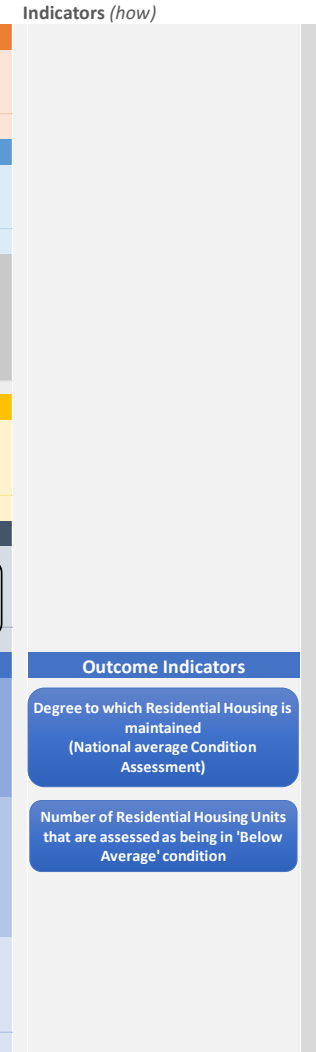 Indicators (how)
Outcome Indicators
Degree to which Residential Housing is
maintained
(National average Condition
Assessment)
Number of Residential Housing Units
that are assessed as being in 'Below
Average' condition